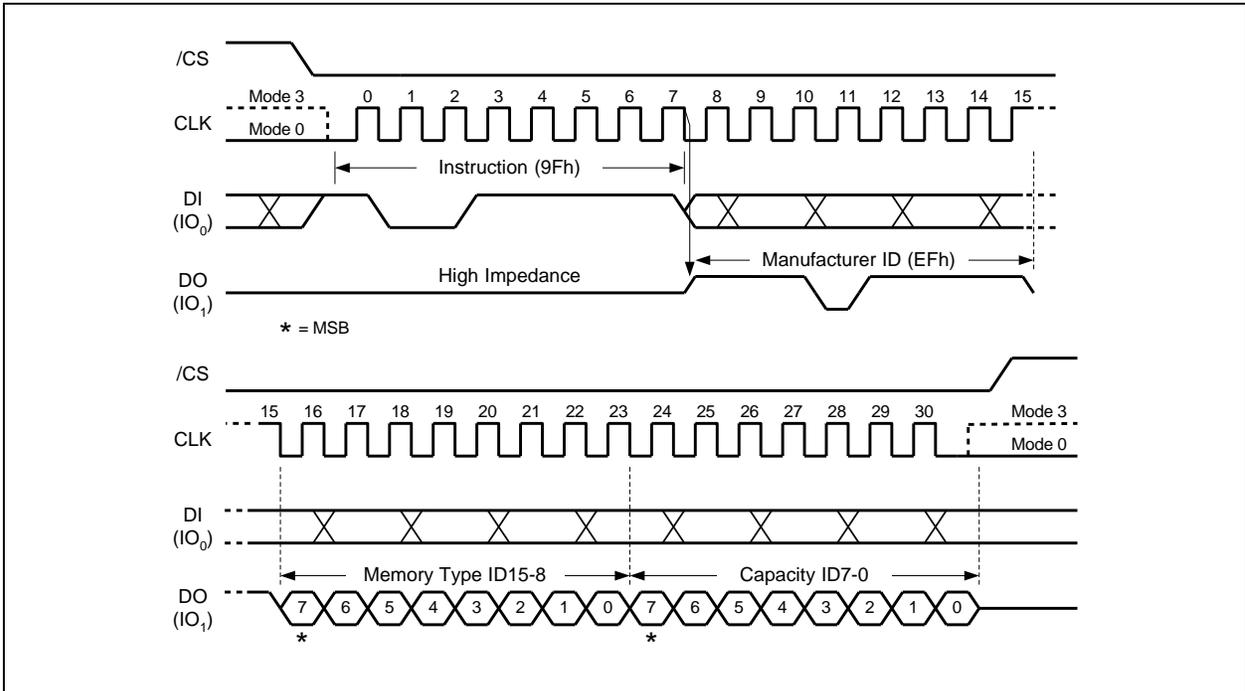 /CS
Mode 3 0 1 2 3 4 5 6 7 8 9 10 11 12 13 14 15
CLK
Mode 0
Instruction (9Fh)
DI
(IO0)
Manufacturer ID (EFh)
High Impedance
DO
(IO1)
* = MSB
/CS
15 16 17 18 19 20 21 22 23 24 25 26 27 28 29 30 Mode 3
CLK
Mode 0
DI
(IO0)
Memory Type ID15-8 Capacity ID7-0
DO
7 6 5 4 3 2 1 0 7 6 5 4 3 2 1 0
(IO1)
* *